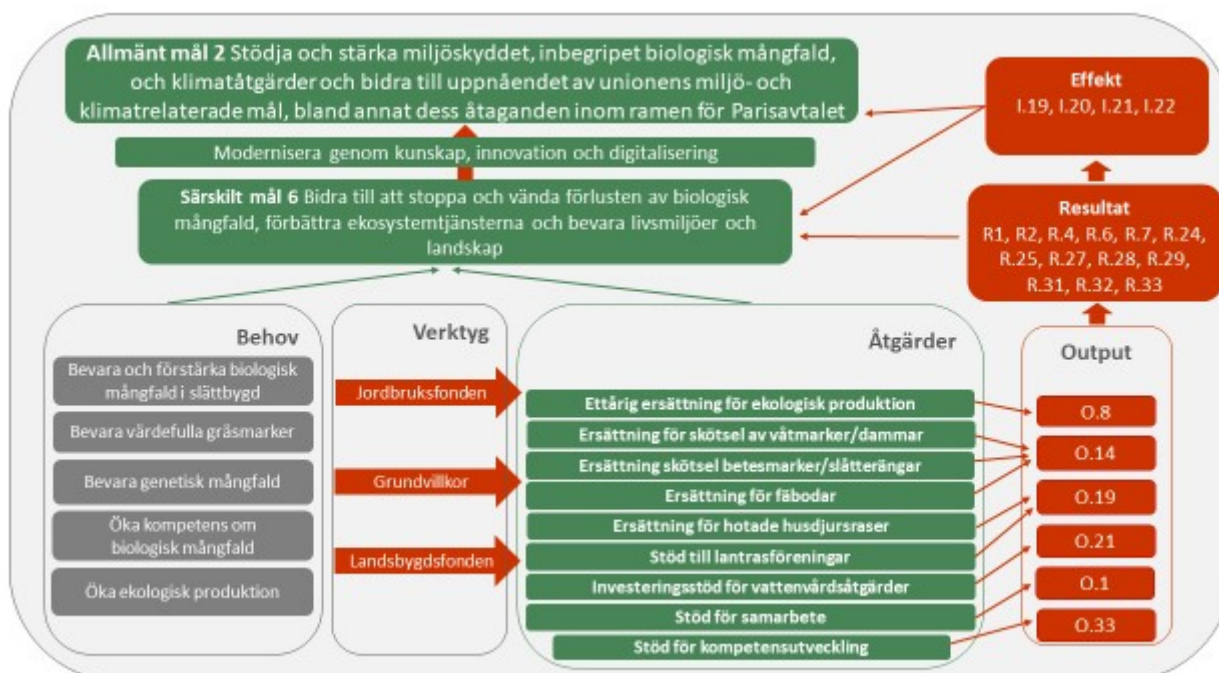 Allmänt mål 2 Stödja och stärka miljöskyddet, inbegripet biologisk mångfald,
och klimatåtgärder och bidra till uppnåendet av unionens miljö- och
klimatrelaterade mål, bland annat dess åtaganden inom ramen för Parisavtalet
Modernisera genom kunskap, innovation och digitalisering
Särskilt mål 6 Bidra till att stoppa och vända förlusten av biologisk
mångfald, förbättra ekosystemtjänsterna och bevara livsmiljöer och
landskap
Effekt
I.19, I.20, I.21, I.22
Resultat
R1, R2, R.4, R.6, R.7, R.24,
R.25, R.27, R.28, R.29,
R.31, R.32, R.33
Behov
Bevara och förstärka biologisk
mångfald i slättbygd
Bevara värdefulla gräsmarker
Bevara genetisk mångfald
Öka kompetens om
biologisk mångfald
Öka ekologisk produktion
Verktyg
Jordbruksfonden
Grundvillkor
Landsbygdsfonden
Åtgärder
Ettårig ersättning för ekologisk produktion
Ersättning för skötsel av våtmarker/dammar
Ersättning skötsel betesmarker/slåtterängar
Ersättning för fäbodar
Ersättning för hotade husdjursraser
Stöd till lantrasföreningar
Investeringsstöd för vattenvårdsåtgärder
Stöd för samarbete
Stöd för kompetensutveckling
Output
O.8
O.14
O.19
O.21
O.1
O.33